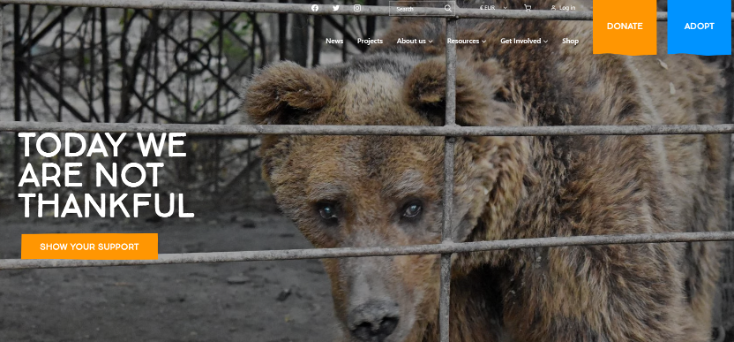 Search
€ EUR
Log in
DONATE
ADOPT
News
Projects
About us
Resources
Get Involved
Shop
TODAY WE
ARE NOT
THANKFUL
SHOW YOUR SUPPORT